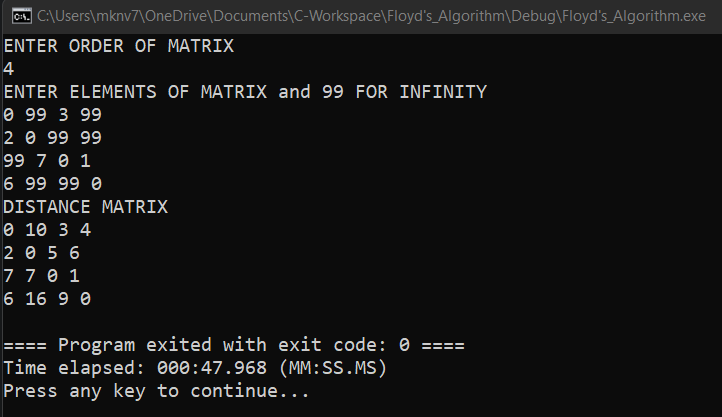 C:\Users\mknv7\OneDrive\Documents\C-Workspace\Floyd's_Algorithm\Debug\Floyd's_Algorithm.exe
ENTER ORDER OF MATRIX
4
ENTER ELEMENTS OF MATRIX and 99 FOR INFINITY
0 99 3 99
2 0 99 99
99 7 0 1
6 99 99 0
DISTANCE MATRIX
0 10 3 4
2 0 5 6
7 7 0 1
6 16 9 0
==== Program exited with exit code: 0 ====
Time elapsed: 000:47.968 (MM:SS.MS)
Press any key to continue...